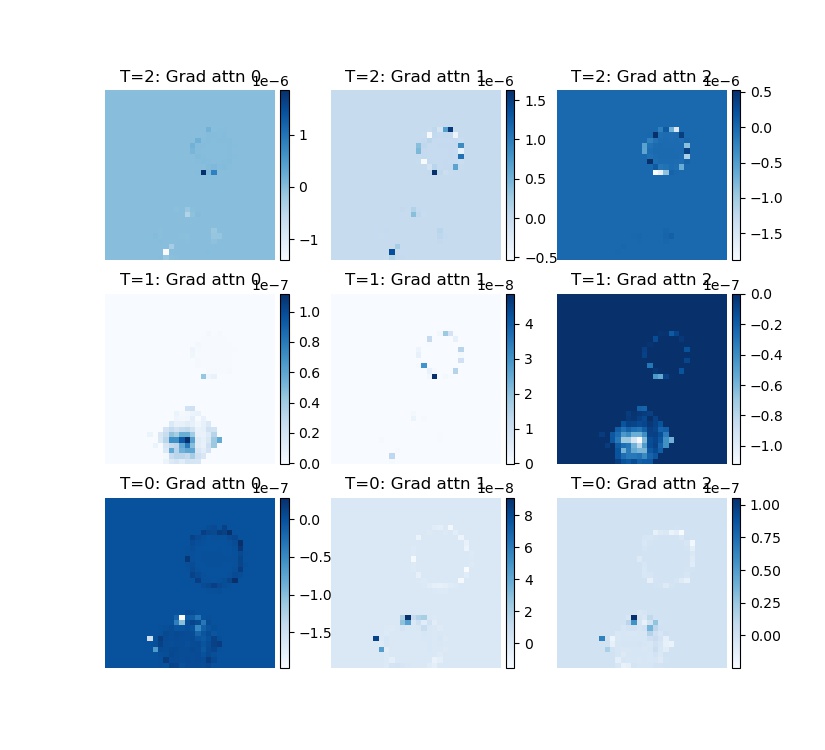 T=2: Grad attn 0
1e−6
1
0
−1
T=2: Grad attn 1
1e−6
1.5
1.0
0.5
0.0
−0.5
T=2: Grad attn 2
1e−6
0.5
0.0
−0.5
−1.0
−1.5
T=1: Grad attn 0
1e−7
1.0
0.8
0.6
0.4
0.2
0.0
T=1: Grad attn 1
1e−8
4
3
2
1
0
T=1: Grad attn 2
1e−7
0.0
−0.2
−0.4
−0.6
−0.8
−1.0
T=0: Grad attn 0
1e−7
0.0
−0.5
−1.0
−1.5
T=0: Grad attn 1
1e−8
8
6
4
2
0
T=0: Grad attn 2
1e−7
1.00
0.75
0.50
0.25
0.00